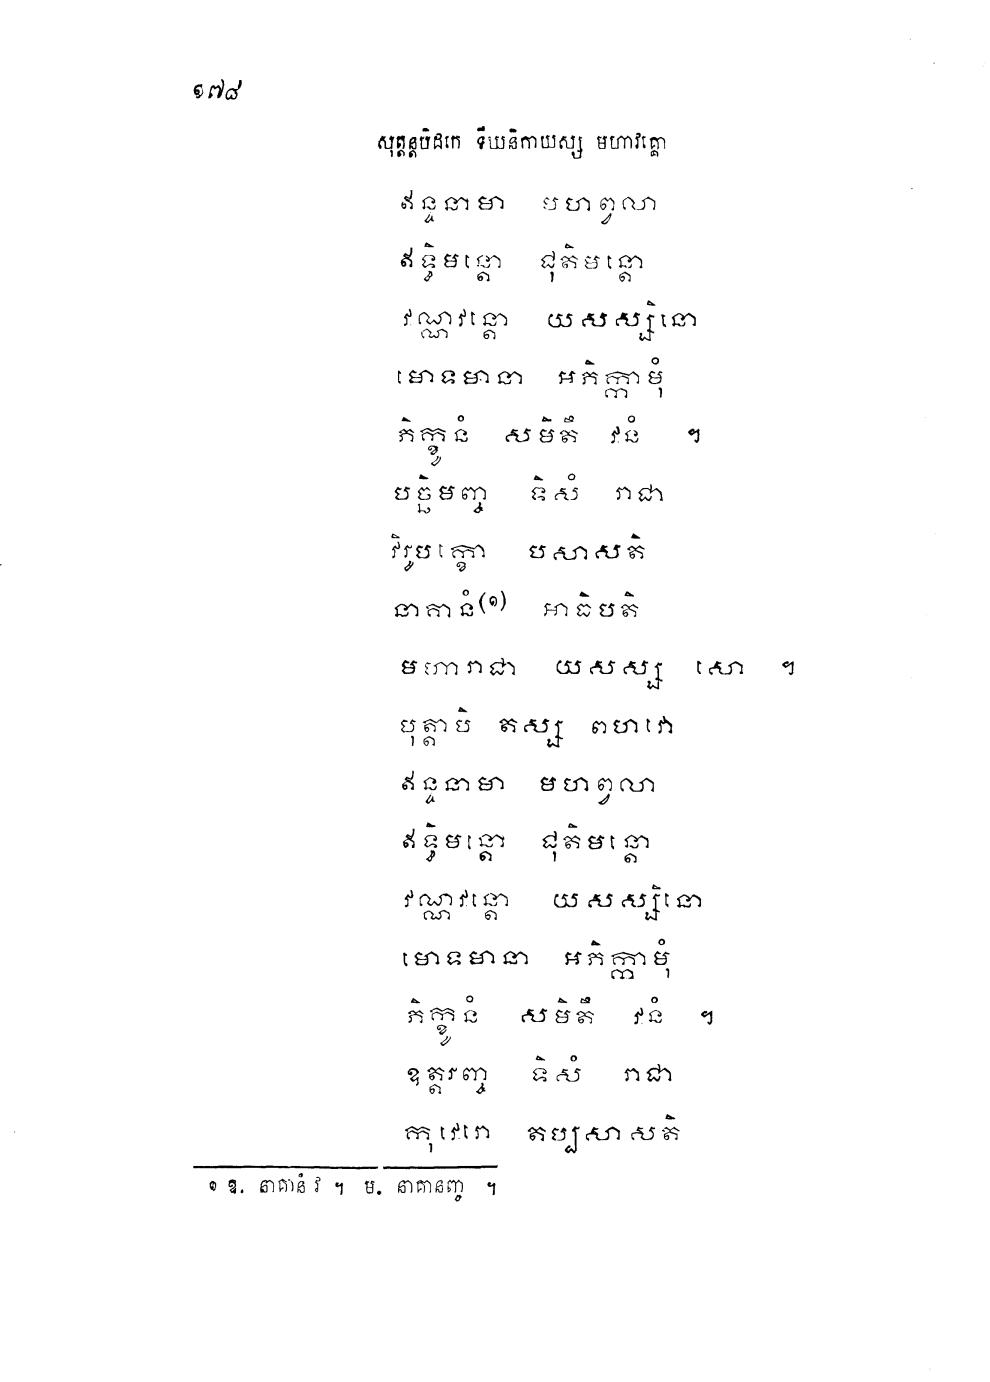 ១៧៨
សុត្តន្តបិដកេ ទីឃនិកាយស្ស មហាវគ្គោ
ឥន្ទនាមា មហព្វលា
ឥទ្ធិមន្តោ ជុតិមន្តោ
វណ្ណវន្តោ យសស្សិនោ
មោទមានា អភិក្កាមុំ
ភិក្ខូនំ សមិតឹ វនំ ។
បច្ឆិមញ្ច ទិសំ រាជា
វិរូបក្ខោ បសាសតិ
នាគានំ(១) អាធិបតិ
មហារាជា យសស្សិ សោ ។
បុត្តាបិ តស្ស ពហវោ
ឥន្ទនាមា មហព្វលា
ឥទ្ធិមន្តោ ជុតិមន្តោ
វណ្ណវន្តោ យសស្សិនោ
មោទមានា អភិក្កាមុំ
ភិក្ខូនំ សមិតឹ វនំ ។
ឧត្តរញ្ច ទិសំ រាជា
កុវេរោ តប្បសាសតិ
១ ឱ. នាគានំ វ ។ ម. នាគានញ្ច ។